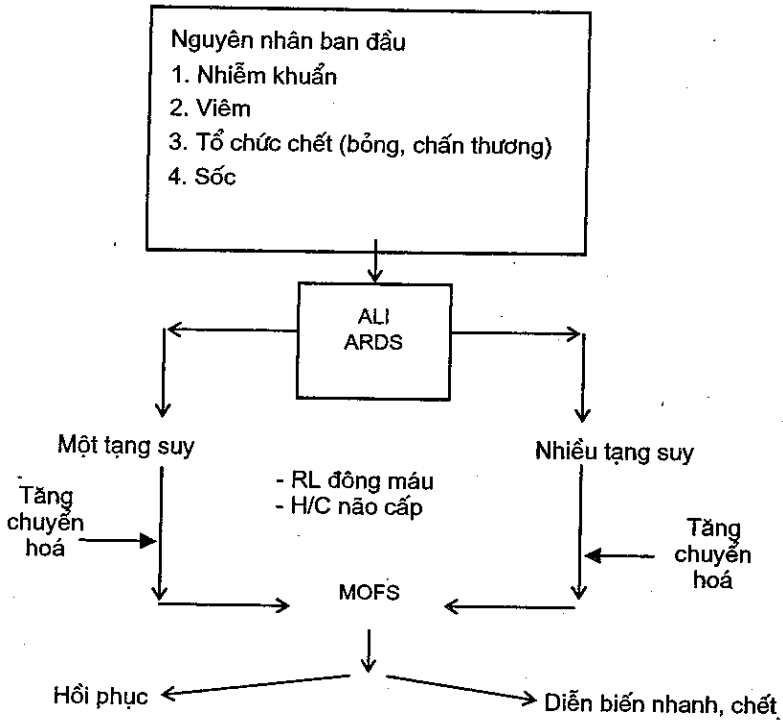 Nguyên nhân ban đầu
1. Nhiễm khuẩn
2. Viêm
3. Tổ chức chết (bỏng, chấn thương)
4. Sốc
ALI
ARDS
Một tạng suy
Nhiều tạng suy
- RL đông máu
- H/C não cấp
Tăng
chuyển
hoá
Tăng
chuyển
hoá
MOFS
Hồi phục
Diễn biến nhanh, chết